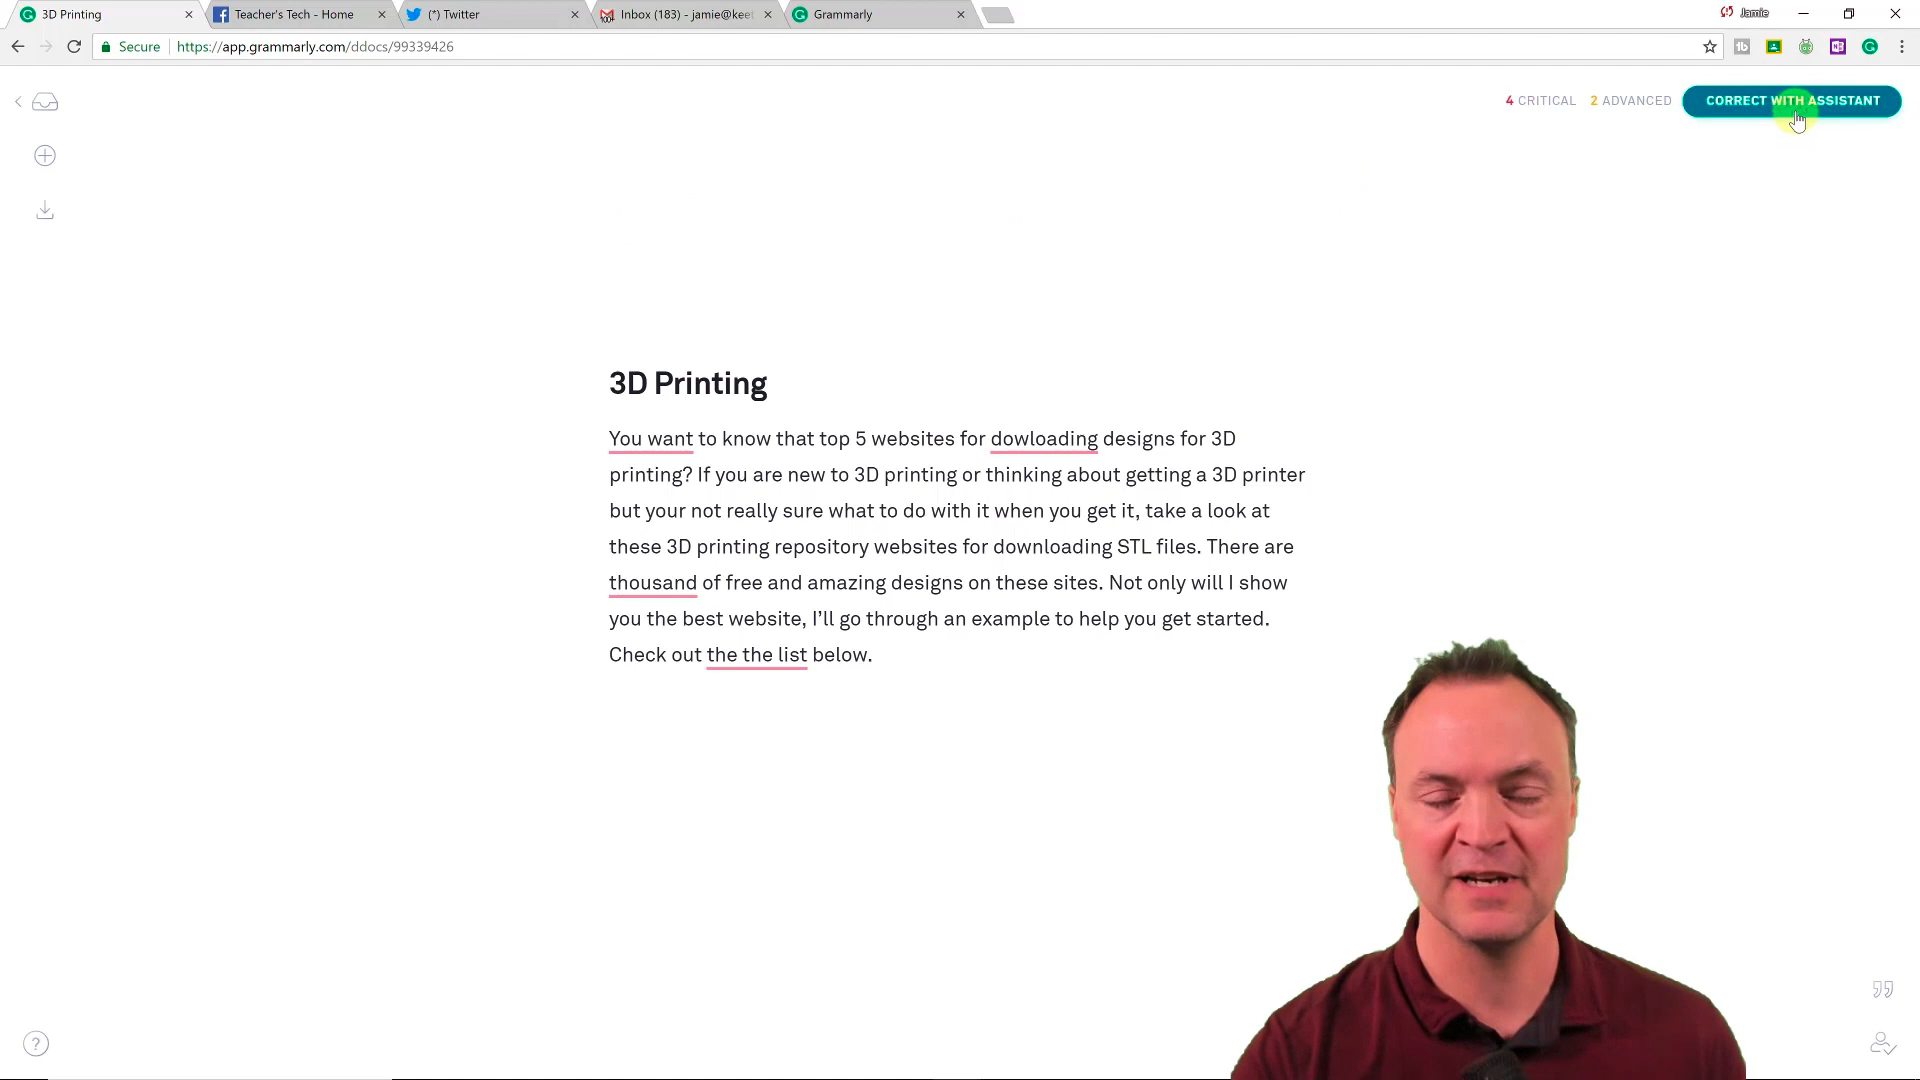 3D Printing
Teacher's Tech - Home
(*) Twitter
Inbox (183) - jamie@keet
Grammarly
Jamie
Secure
https://app.grammarly.com/ddocs/99339426
4 CRITICAL
2 ADVANCED
CORRECT WITH ASSISTANT
3D Printing
You want to know that top 5 websites for dowloading designs for 3D
printing? If you are new to 3D printing or thinking about getting a 3D printer
but your not really sure what to do with it when you get it, take a look at
these 3D printing repository websites for downloading STL files. There are
thousand of free and amazing designs on these sites. Not only will I show
you the best website, I’ll go through an example to help you get started.
Check out the the list below.